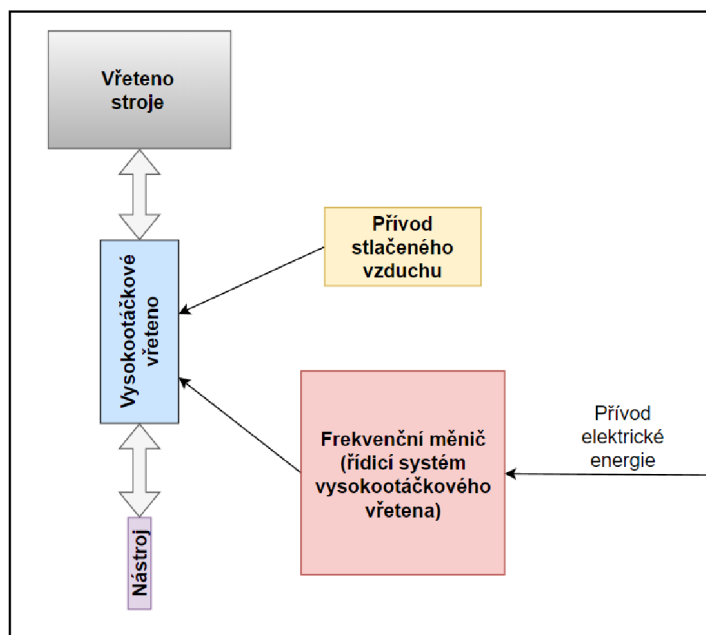 Vřeteno
stroje
Přívod
stlačeného
vzduchu
Vysokootáčkové
vřeteno
Frekvenční měnič
(řídicí systém
vysokootáčkového
vřetena)
Přívod
elektrické
energie
Nástroj